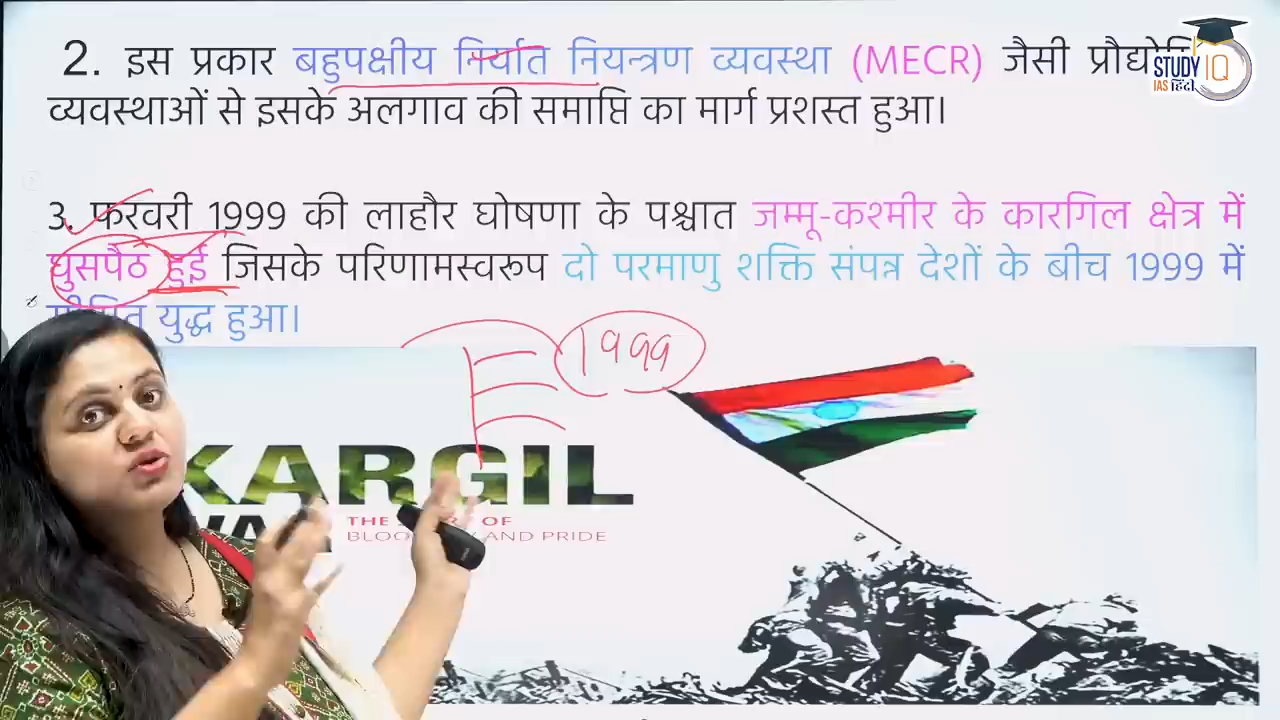 2. इस प्रकार बहुपक्षीय निर्यात नियन्त्रण व्यवस्था (MECR) जैसी
STUDY IQ
IAS हिंदी
व्यवस्थाओं से इसके अलगाव की समाप्ति का मार्ग प्रशस्त हुआ।
3. फरवरी 1999 की लाहौर घोषणा के पश्चात जम्मू-कश्मीर के कारगिल क्षेत्र में
घुसपैठ हुई जिसके परिणामस्वरूप दो परमाणु शक्ति संपन्न देशों के बीच 1999 में
युद्ध हुआ।
1999
KARGIL
THE OF
AND PRIDE